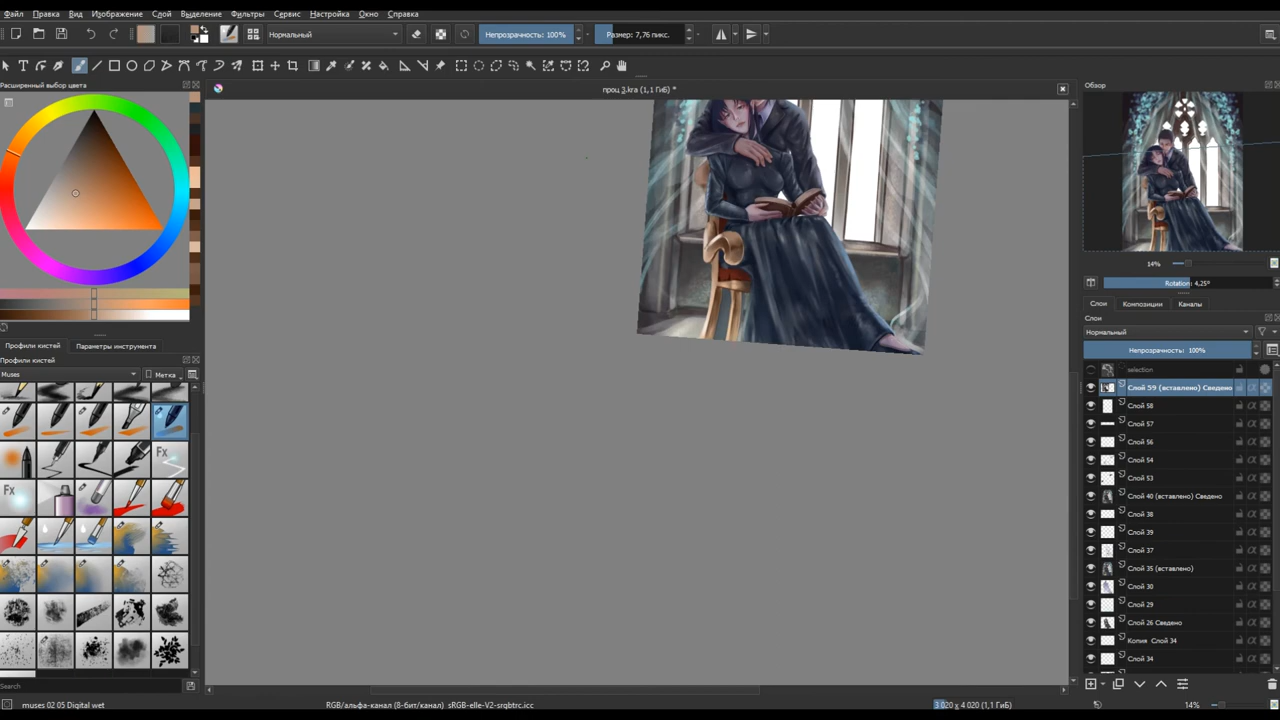 Файл Правка Вид Изображение Слой Выделение Фильтры Сервис Настройка Окно Справка
Нормальный Непрозрачность: 100% Размер: 7,76 пикс.
Расширенный выбор цвета
проц 3.kra (1,1 ГиБ) *
Обзор
14%
Rotation: 4,25°
Слои Композиции Каналы
Слои
Нормальный
Непрозрачность: 100%
selection
Слой 59 (вставлено) Сведено
Слой 58
Слой 57
Слой 56
Слой 54
Слой 53
Слой 40 (вставлено) Сведено
Слой 38
Слой 39
Слой 37
Слой 35 (вставлено)
Слой 30
Слой 29
Слой 26 Сведено
Копия Слой 34
Слой 34
Профили кистей Параметры инструмента
Профили кистей
Muses Метка
Fx
Fx
Search
muses 02 05 Digital wet RGB/альфа-канал (8-бит/канал) sRGB-elle-V2-srgbtrc.icc 3 020 x 4 020 (1,1 ГиБ) 14%